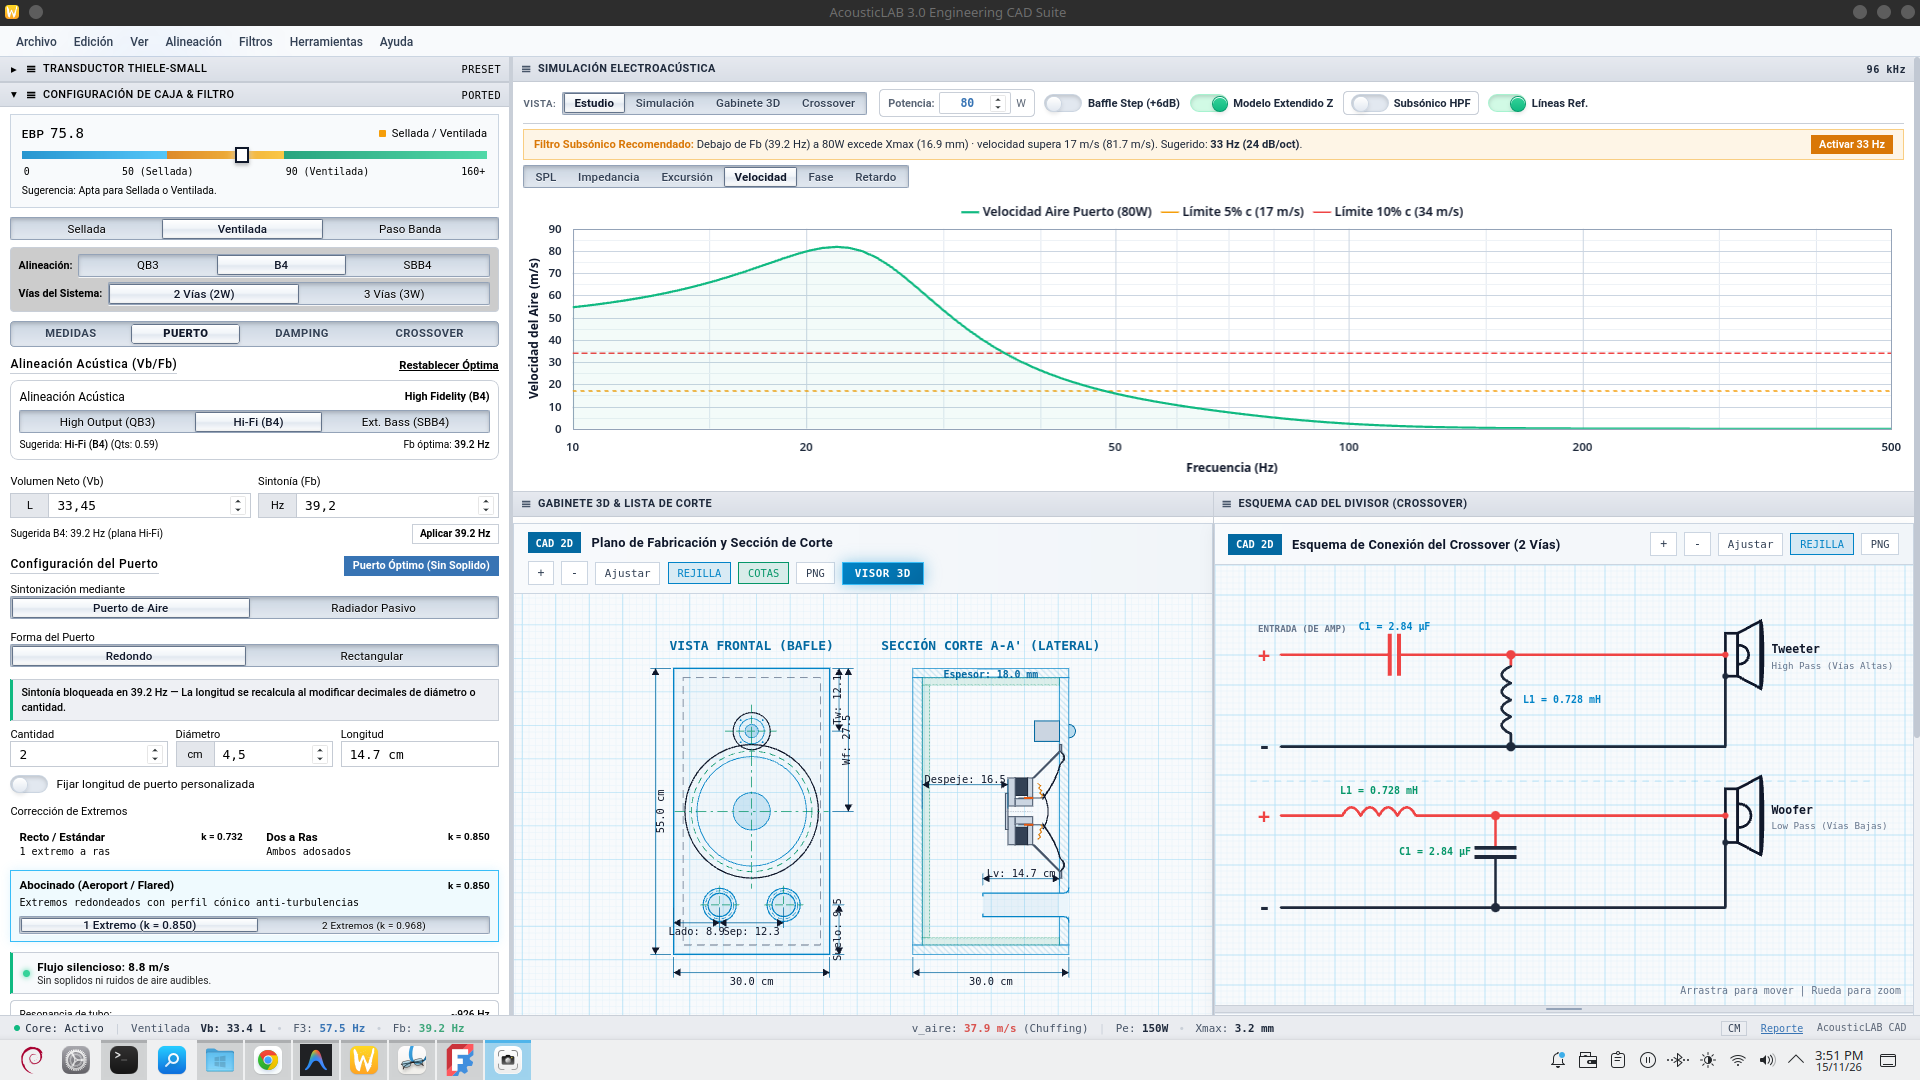 AcousticLAB 3.0 Engineering CAD Suite
Archivo Edición Ver Alineación Filtros Herramientas Ayuda
TRANSDUCTOR THIELE-SMALL PRESET
CONFIGURACIÓN DE CAJA & FILTRO PORTED
EBP 75.8 Sellada / Ventilada
0 50 (Sellada) 90 (Ventilada) 160+
Sugerencia: Apta para Sellada o Ventilada.
Sellada Ventilada Paso Banda
Alineación: QB3 B4 SBB4
Vías del Sistema: 2 Vías (2W) 3 Vías (3W)
MEDIDAS PUERTO DAMPING CROSSOVER
Alineación Acústica (Vb/Fb) Restablecer Óptima
Alineación Acústica High Fidelity (B4)
High Output (QB3) Hi-Fi (B4) Ext. Bass (SBB4)
Sugerida: Hi-Fi (B4) (Qts: 0.59) Fb óptima: 39.2 Hz
Volumen Neto (Vb) Sintonía (Fb)
L 33,45 Hz 39,2
Sugerida B4: 39.2 Hz (plana Hi-Fi) Aplicar 39.2 Hz
Configuración del Puerto Puerto Óptimo (Sin Soplido)
Sintonización mediante
Puerto de Aire Radiador Pasivo
Forma del Puerto
Redondo Rectangular
Sintonía bloqueada en 39.2 Hz — La longitud se recalcula al modificar decimales de diámetro o
cantidad.
Cantidad Diámetro Longitud
2 cm 4,5 14.7 cm
Fijar longitud de puerto personalizada
Corrección de Extremos
Recto / Estándar k = 0.732 Dos a Ras k = 0.850
1 extremo a ras Ambos adosados
Abocinado (Aeroport / Flared) k = 0.850
Extremos redondeados con perfil cónico anti-turbulencias
1 Extremo (k = 0.850) 2 Extremos (k = 0.968)
Flujo silencioso: 8.8 m/s
Sin soplidos ni ruidos de aire audibles.
Resonancia de tubo: ~926 Hz
SIMULACIÓN ELECTROACÚSTICA 96 kHz
VISTA: Estudio Simulación Gabinete 3D Crossover Potencia: 80 W Baffle Step (+6dB) Modelo Extendido Z Subsónico HPF Líneas Ref.
Filtro Subsónico Recomendado: Debajo de Fb (39.2 Hz) a 80W excede Xmax (16.9 mm) · velocidad supera 17 m/s (81.7 m/s). Sugerido: 33 Hz (24 dB/oct). Activar 33 Hz
SPL Impedancia Excursión Velocidad Fase Retardo
Velocidad Aire Puerto (80W) Límite 5% c (17 m/s) Límite 10% c (34 m/s)
Velocidad del Aire (m/s)
90
80
70
60
50
40
30
20
10
0
10 20 50 100 200 500
Frecuencia (Hz)
GABINETE 3D & LISTA DE CORTE
CAD 2D Plano de Fabricación y Sección de Corte
+ - Ajustar REJILLA COTAS PNG VISOR 3D
VISTA FRONTAL (BAFLE) SECCIÓN CORTE A-A' (LATERAL)
Espesor: 18.0 mm
Wf: 27.5
55.0 cm
Despeje: 16.5
Lv: 14.7 cm
Lado: 8.9 Sep: 12.3
30.0 cm 30.0 cm
ESQUEMA CAD DEL DIVISOR (CROSSOVER)
CAD 2D Esquema de Conexión del Crossover (2 Vías) + - Ajustar REJILLA PNG
ENTRADA (DE AMP) C1 = 2.84 µF
+ Tweeter
High Pass (Vías Altas)
L1 = 0.728 mH
-
L1 = 0.728 mH
+ Woofer
Low Pass (Vías Bajas)
C1 = 2.84 µF
-
Arrastra para mover | Rueda para zoom
Core: Activo | Ventilada Vb: 33.4 L • F3: 57.5 Hz • Fb: 39.2 Hz v_aire: 37.9 m/s (Chuffing) | Pe: 150W • Xmax: 3.2 mm CM Reporte AcousticLAB CAD
3:51 PM
15/11/26